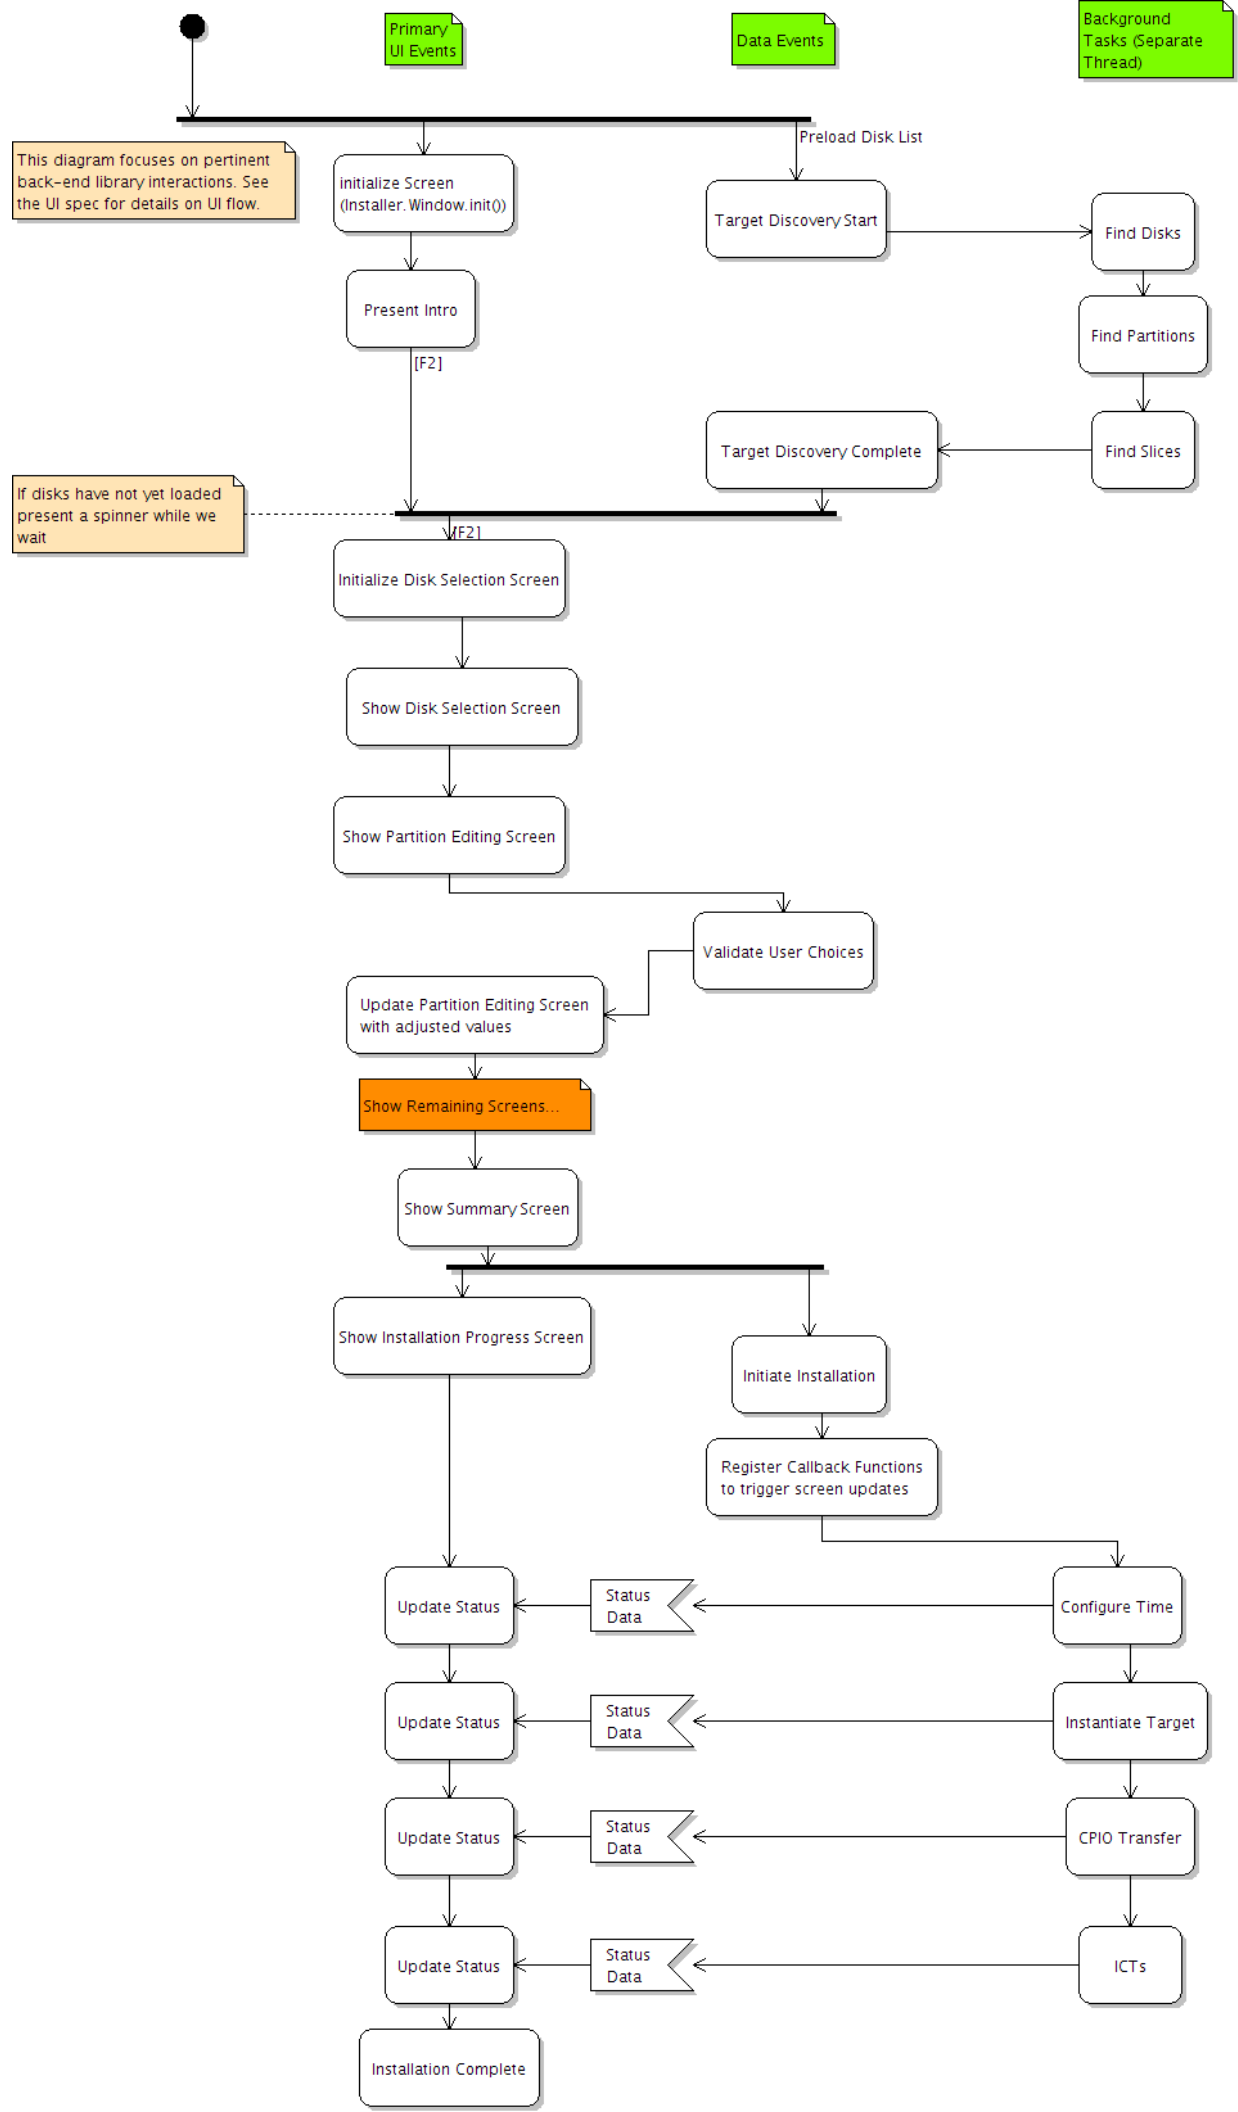 Primary
UI Events
Data Events
Background
Tasks (Separate
Thread)
Preload Disk List
This diagram focuses on pertinent
back-end library interactions. See
the UI spec for details on UI flow.
initialize Screen
(Installer.Window.init())
Target Discovery Start
Find Disks
Present Intro
Find Partitions
[F2]
Target Discovery Complete
Find Slices
If disks have not yet loaded
present a spinner while we
wait
[F2]
Initialize Disk Selection Screen
Show Disk Selection Screen
Show Partition Editing Screen
Validate User Choices
Update Partition Editing Screen
with adjusted values
Show Remaining Screens...
Show Summary Screen
Show Installation Progress Screen
Initiate Installation
Register Callback Functions
to trigger screen updates
Update Status
Status
Data
Configure Time
Update Status
Status
Data
Instantiate Target
Update Status
Status
Data
CPIO Transfer
Update Status
Status
Data
ICTs
Installation Complete